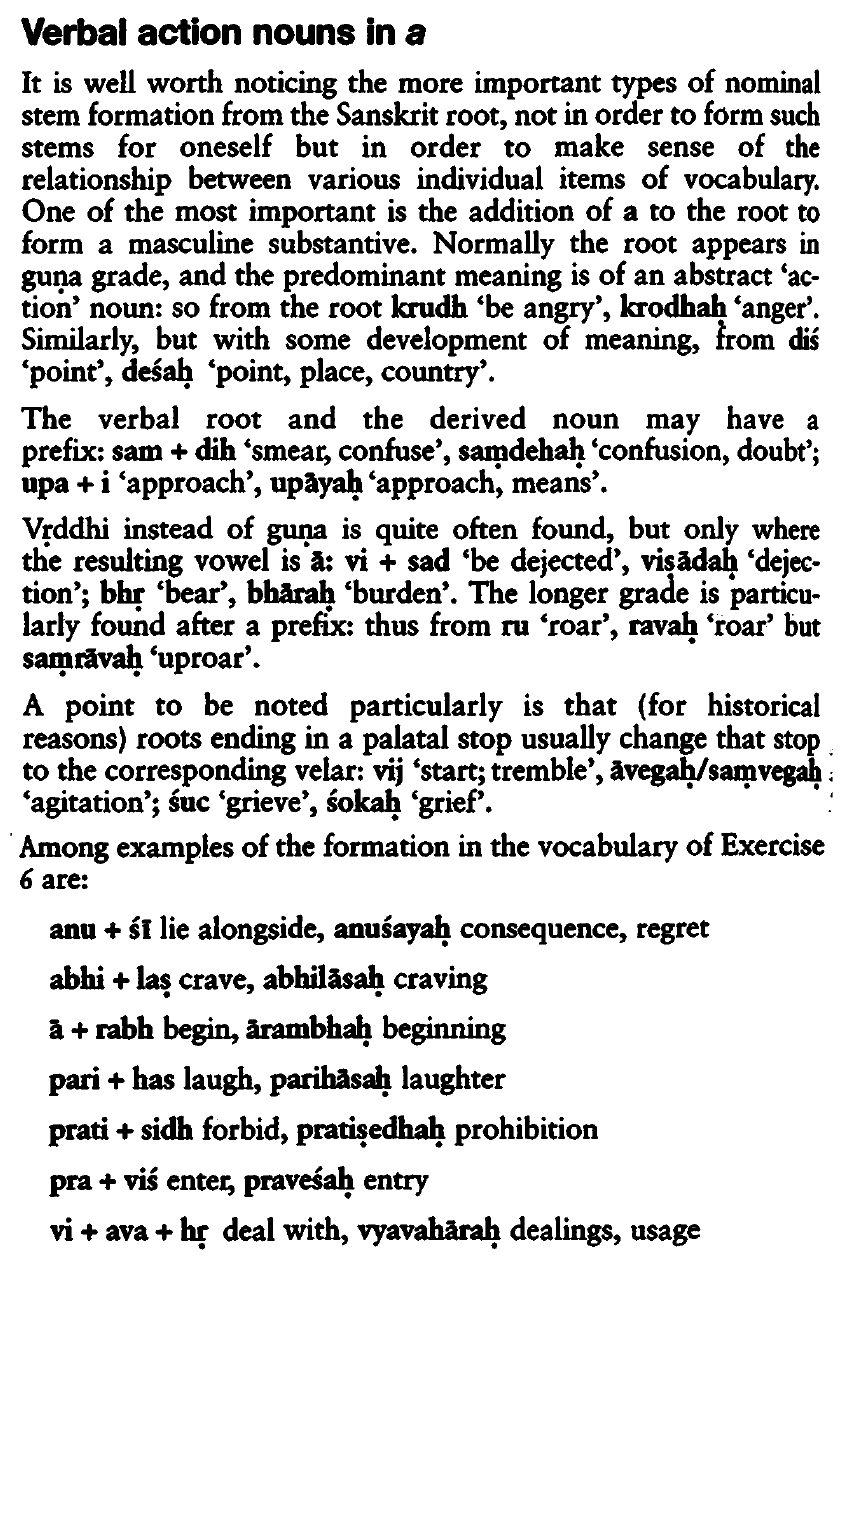 Verbal action nouns in a
It is well worth noticing the more important types of nominal
stem formation from the Sanskrit root, not in order to form such
stems for oneself but in order to make sense of the
relationship between various individual items of vocabulary.
One of the most important is the addition of a to the root to
form a masculine substantive. Normally the root appears in
guṇa grade, and the predominant meaning is of an abstract ‘ac-
tion’ noun: so from the root krudh ‘be angry’, krodhaḥ ‘anger’.
Similarly, but with some development of meaning, from diś
‘point’, deśaḥ ‘point, place, country’.
The verbal root and the derived noun may have a
prefix: sam + dih ‘smear, confuse’, saṃdehaḥ ‘confusion, doubt’;
upa + i ‘approach’, upāyaḥ ‘approach, means’.
Vṛddhi instead of guṇa is quite often found, but only where
the resulting vowel is ā: vi + sad ‘be dejected’, viṣādaḥ ‘dejec-
tion’; bhṛ ‘bear’, bhāraḥ ‘burden’. The longer grade is particu-
larly found after a prefix: thus from ru ‘roar’, ravaḥ ‘roar’ but
saṃrāvaḥ ‘uproar’.
A point to be noted particularly is that (for historical
reasons) roots ending in a palatal stop usually change that stop
to the corresponding velar: vij ‘start; tremble’, āvegaḥ/saṃvegaḥ
‘agitation’; śuc ‘grieve’, śokaḥ ‘grief’.
Among examples of the formation in the vocabulary of Exercise
6 are:
anu + śī lie alongside, anuśayaḥ consequence, regret
abhi + laṣ crave, abhilāsaḥ craving
ā + rabh begin, ārambhaḥ beginning
pari + has laugh, parihāsaḥ laughter
prati + sidh forbid, pratiṣedhaḥ prohibition
pra + viś enter, praveśaḥ entry
vi + ava + hṛ deal with, vyavahāraḥ dealings, usage